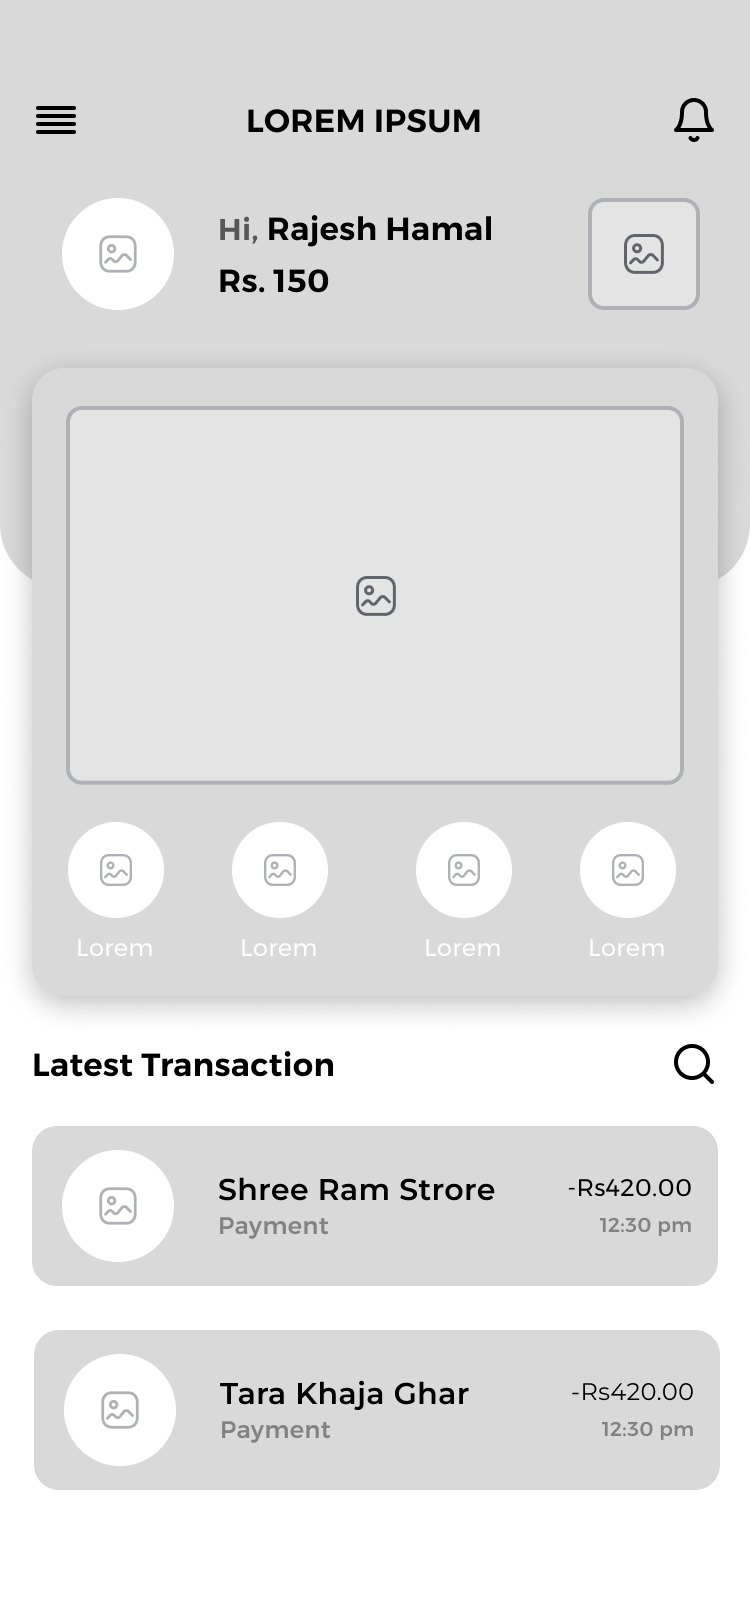 LOREM IPSUM
Hi, Rajesh Hamal
Rs. 150
Lorem Lorem Lorem Lorem
Latest Transaction
Shree Ram Strore -Rs420.00
Payment 12:30 pm
Tara Khaja Ghar -Rs420.00
Payment 12:30 pm